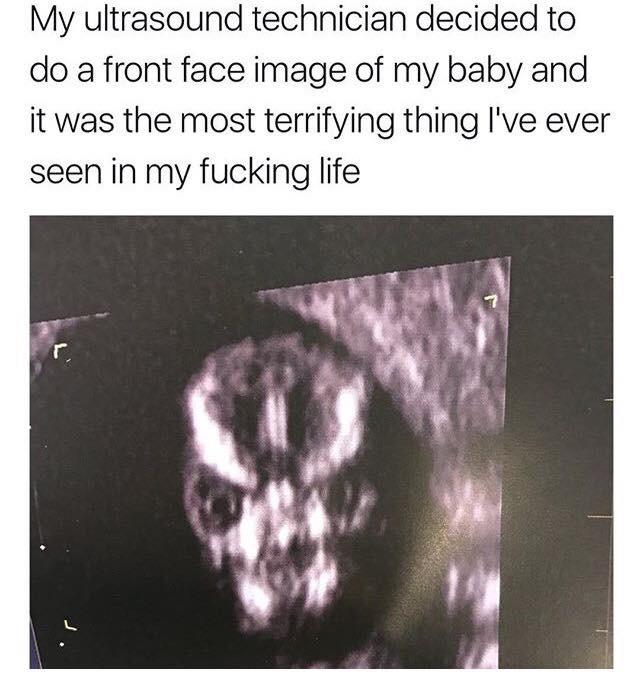 My ultrasound technician decided to
do a front face image of my baby and
it was the most terrifying thing I've ever
seen in my fucking life